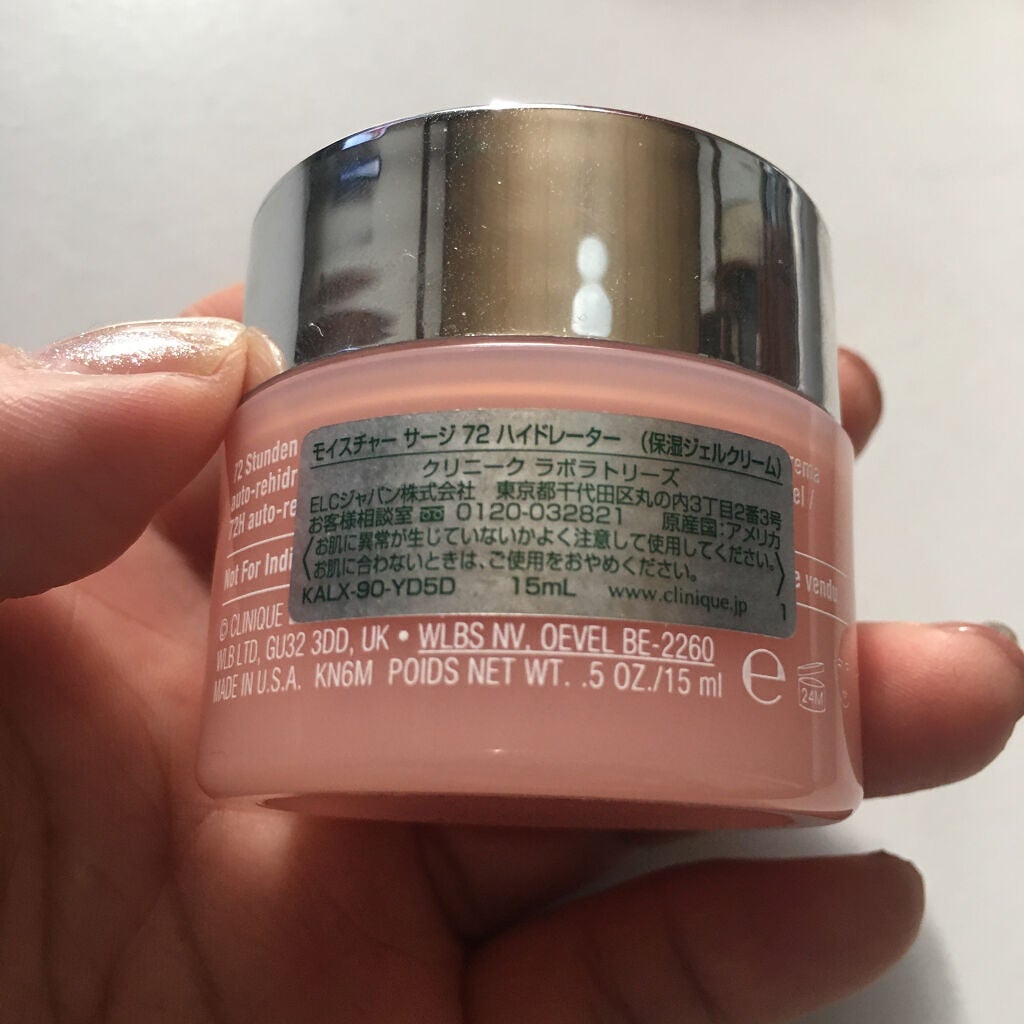 72 Stunden
auto-rehidr
72H auto-re
Not For Indi
モイスチャー サージ 72 ハイドレーター (保湿ジェルクリーム)
クリニーク ラボラトリーズ
ELCジャパン株式会社 東京都千代田区丸の内3丁目2番3号
お客様相談室 0120-032821 原産国:アメリカ
〈お肌に異常が生じていないかよく注意して使用してください。
お肌に合わないときは、ご使用をおやめください。〉
KALX-90-YD5D 15mL www.clinique.jp 1
rema
el /
e vendu
© CLINIQUE
WLB LTD, GU32 3DD, UK • WLBS NV, OEVEL BE-2260
MADE IN U.S.A. KN6M POIDS NET WT. .5 OZ./15 ml e 24M